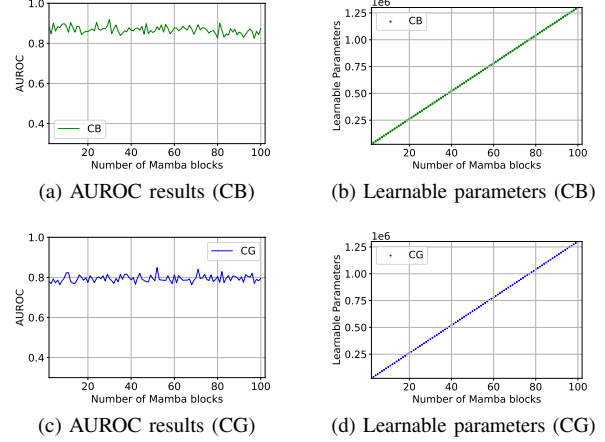 1.0
0.8
0.6
0.4
AUROC
CB
20 40 60 80 100
Number of Mamba blocks
(a) AUROC results (CB)
1e6
1.25
1.00
0.75
0.50
0.25
Learnable Parameters
CB
20 40 60 80 100
Number of Mamba blocks
(b) Learnable parameters (CB)
1.0
0.8
0.6
0.4
AUROC
CG
20 40 60 80 100
Number of Mamba blocks
(c) AUROC results (CG)
1e6
1.25
1.00
0.75
0.50
0.25
Learnable Parameters
CG
20 40 60 80 100
Number of Mamba blocks
(d) Learnable parameters (CG)